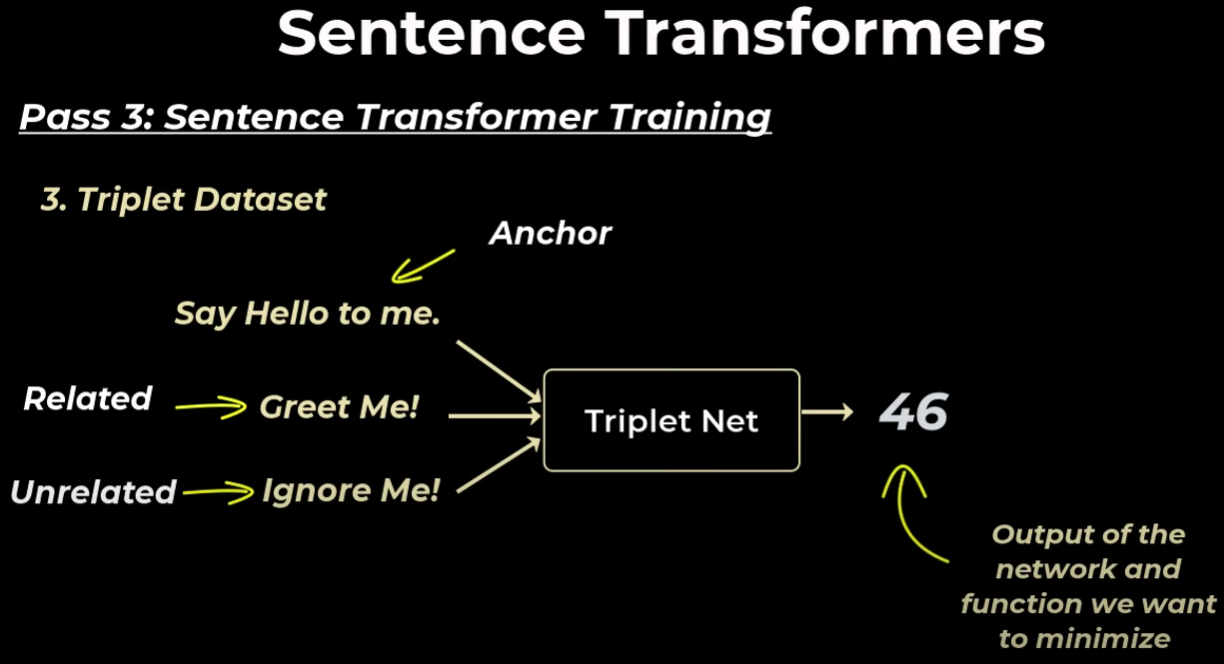 Sentence Transformers
Pass 3: Sentence Transformer Training
3. Triplet Dataset
Anchor
Say Hello to me.
Related
Greet Me!
Unrelated
Ignore Me!
Triplet Net
46
Output of the
network and
function we want
to minimize